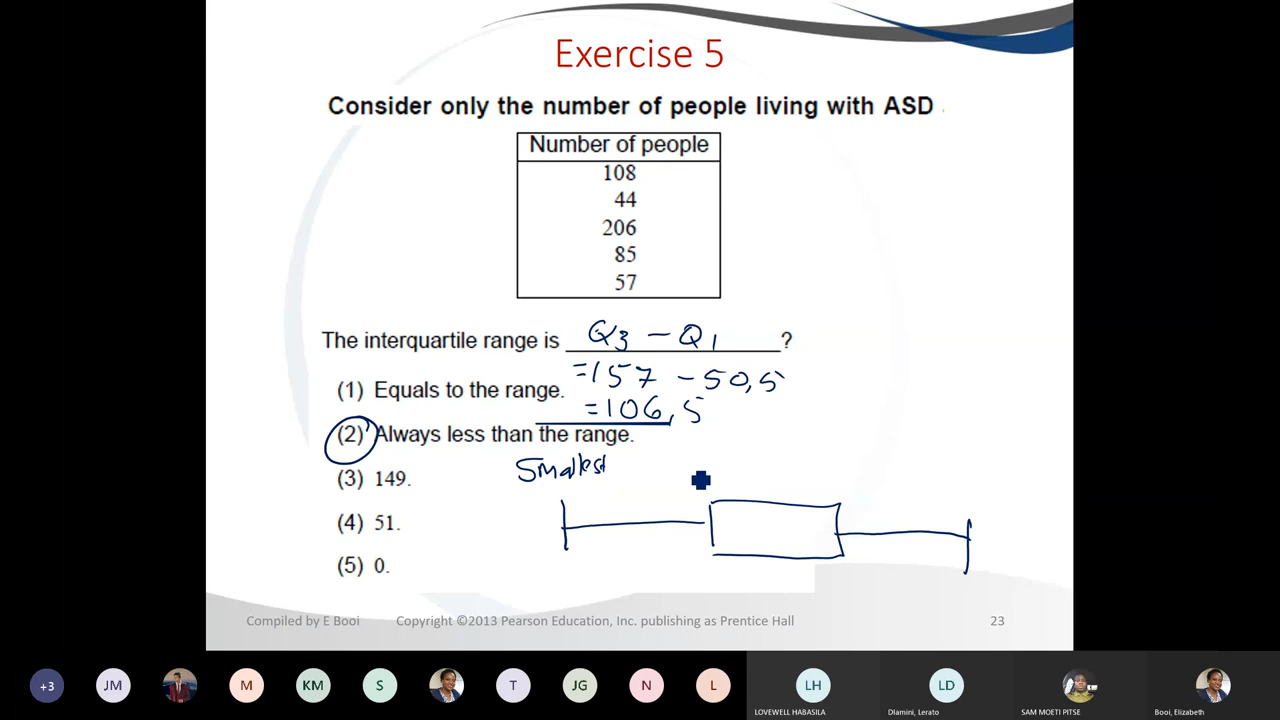 Exercise 5
Consider only the number of people living with ASD
Number of people
108
44
206
85
57
The interquartile range is Q3 – Q1 ?
=157 – 50,5
(1) Equals to the range.
=106,5
(2) Always less than the range.
Smallest
(3) 149.
(4) 51.
(5) 0.
Compiled by E Booi Copyright ©2013 Pearson Education, Inc. publishing as Prentice Hall 23
+3 JM M KM S T JG N L LH LD
LOVEWELL HABASILA Dlamini, Lerato SAM MOETI PITSE Booi, Elizabeth